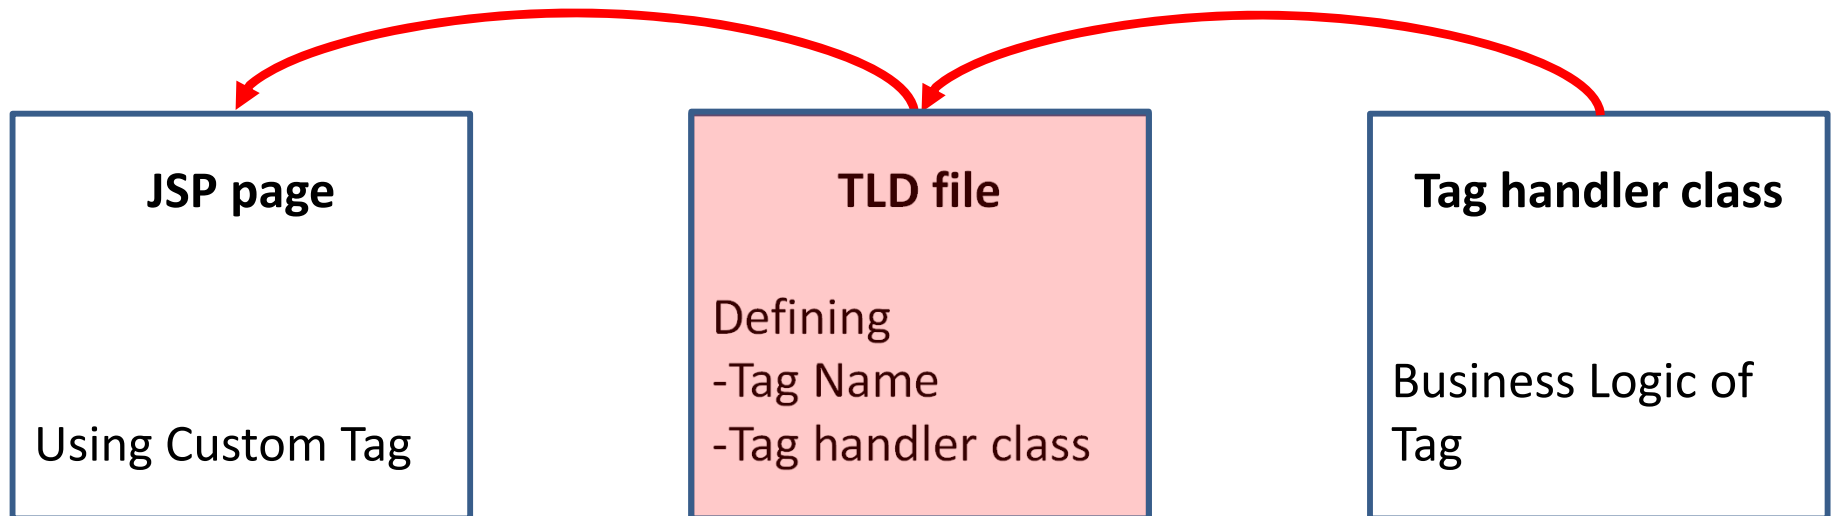 JSP page
Using Custom Tag
TLD file
Defining
-Tag Name
-Tag handler class
Tag handler class
Business Logic of
Tag